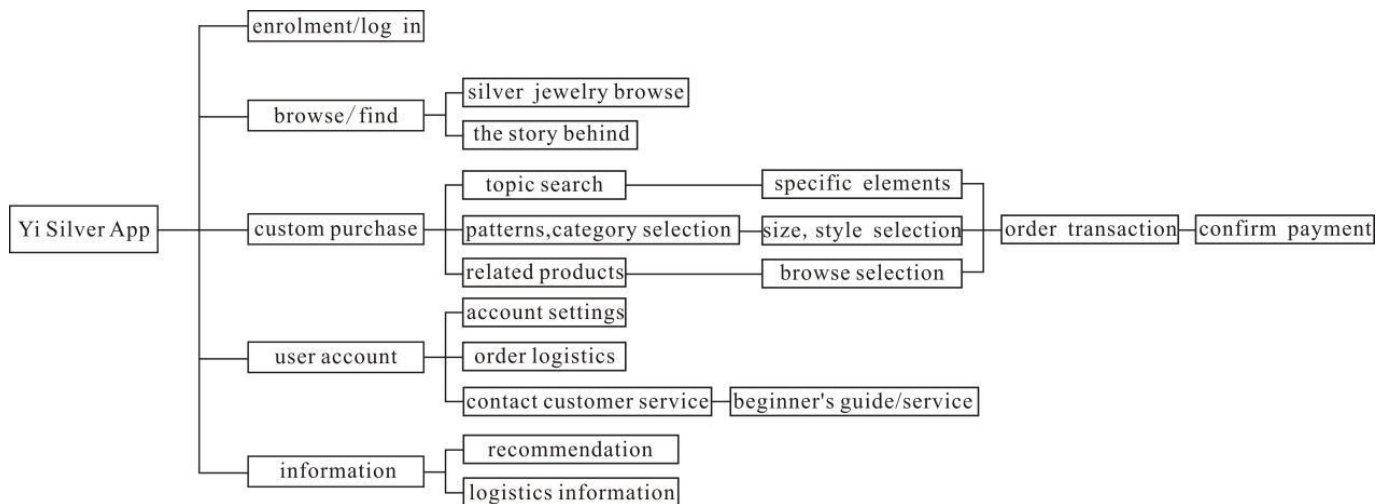 Yi Silver App
enrolment/log in
browse/find
silver jewelry browse
the story behind
custom purchase
topic search
specific elements
patterns,category selection
size, style selection
related products
browse selection
order transaction
confirm payment
user account
account settings
order logistics
contact customer service
beginner's guide/service
information
recommendation
logistics information